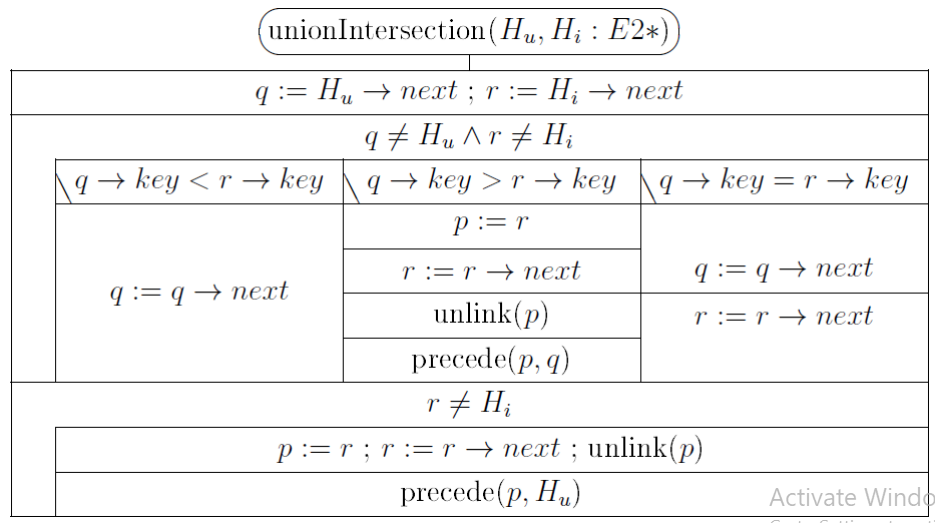 unionIntersection(H_u, H_i : E2*)
q := H_u → next ; r := H_i → next
q ≠ H_u ∧ r ≠ H_i
q → key < r → key q → key > r → key q → key = r → key
p := r
r := r → next
q := q → next
q := q → next
unlink(p)
r := r → next
precede(p, q)
r ≠ H_i
p := r ; r := r → next ; unlink(p)
precede(p, H_u)
Activate Windo